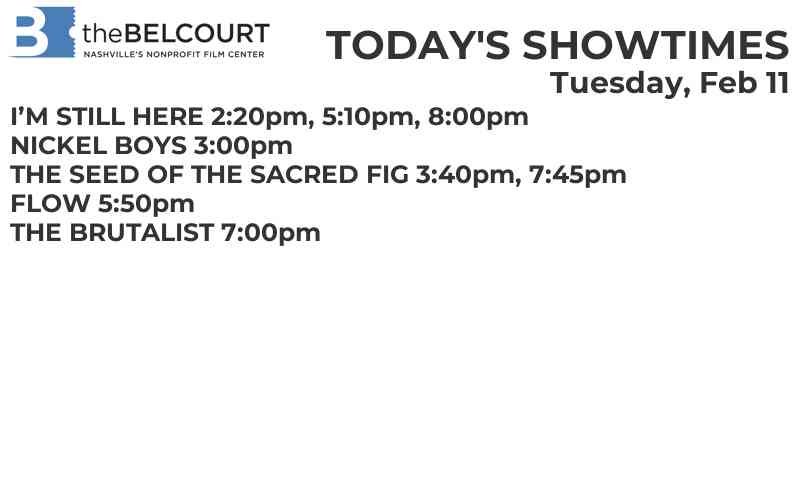 B theBELCOURT
NASHVILLE'S NONPROFIT FILM CENTER
TODAY'S SHOWTIMES
Tuesday, Feb 11
I’M STILL HERE 2:20pm, 5:10pm, 8:00pm
NICKEL BOYS 3:00pm
THE SEED OF THE SACRED FIG 3:40pm, 7:45pm
FLOW 5:50pm
THE BRUTALIST 7:00pm